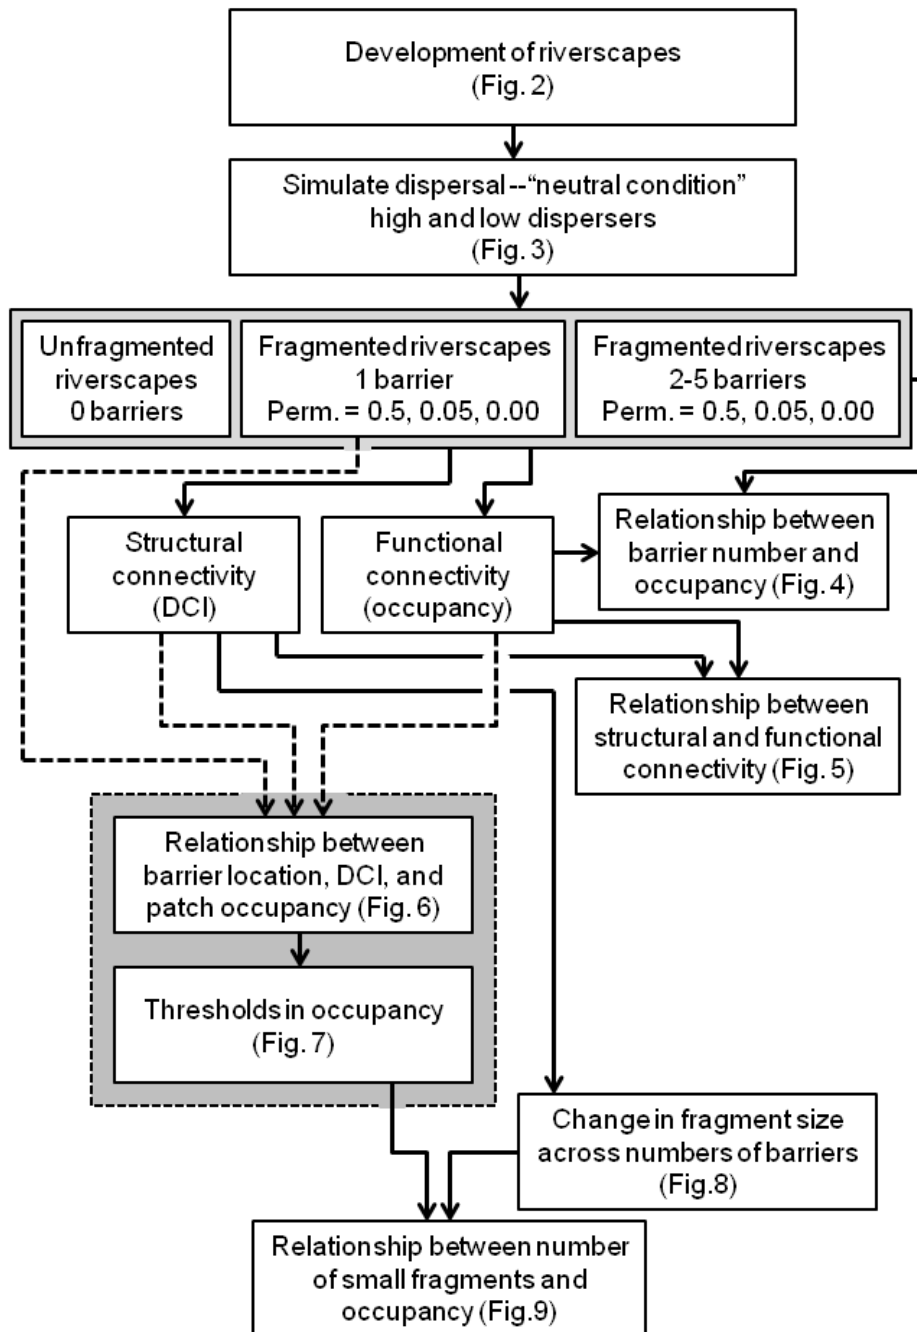 Development of riverscapes
(Fig. 2)
Simulate dispersal--“neutral condition”
high and low dispersers
(Fig. 3)
Unfragmented
riverscapes
0 barriers
Fragmented riverscapes
1 barrier
Perm. = 0.5, 0.05, 0.00
Fragmented riverscapes
2-5 barriers
Perm. = 0.5, 0.05, 0.00
Structural
connectivity
(DCI)
Functional
connectivity
(occupancy)
Relationship between
barrier number and
occupancy (Fig. 4)
Relationship between
structural and functional
connectivity (Fig. 5)
Relationship between
barrier location, DCI, and
patch occupancy (Fig. 6)
Thresholds in occupancy
(Fig. 7)
Change in fragment size
across numbers of barriers
(Fig.8)
Relationship between number
of small fragments and
occupancy (Fig.9)